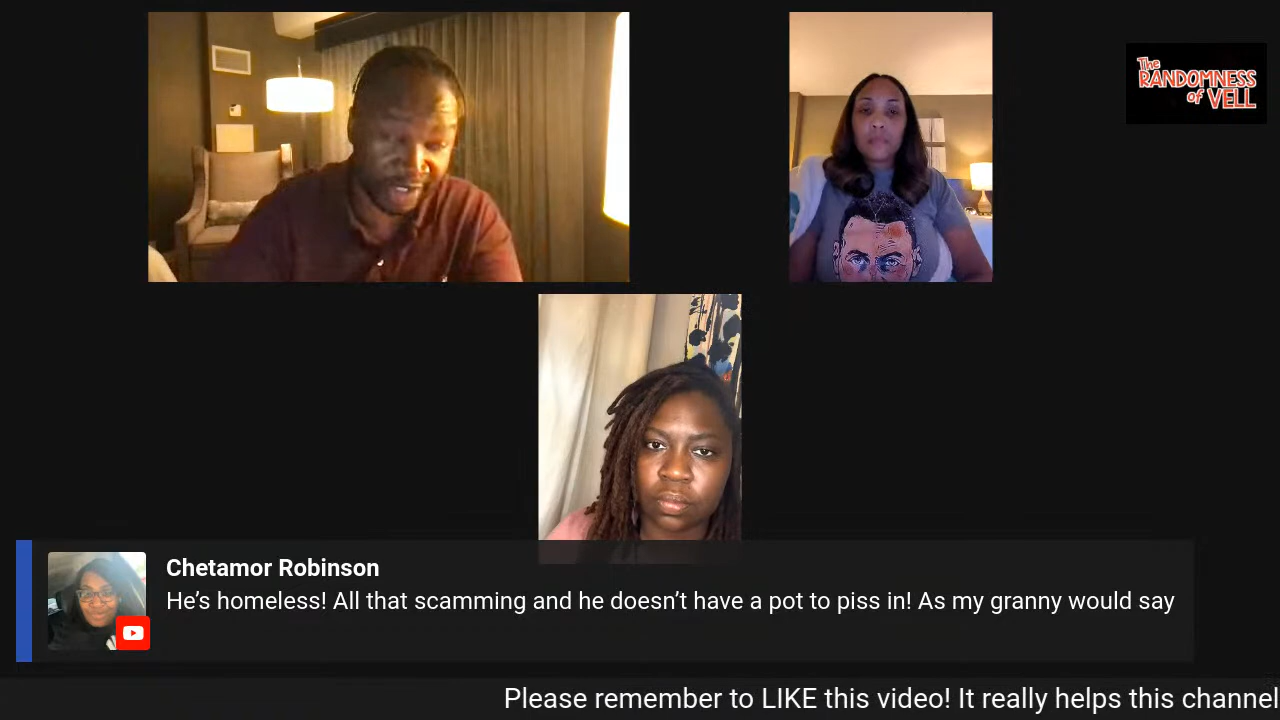 The
RANDOMNESS
of VELL
Chetamor Robinson
He’s homeless! All that scamming and he doesn’t have a pot to piss in! As my granny would say
Please remember to LIKE this video! It really helps this channel